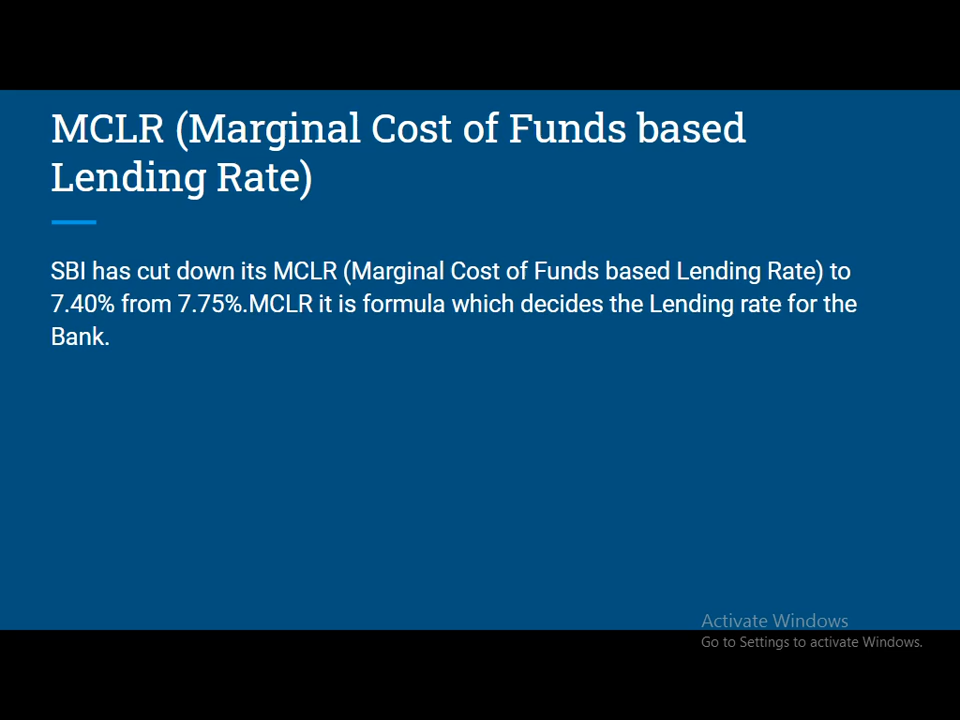 MCLR (Marginal Cost of Funds based
Lending Rate)
SBI has cut down its MCLR (Marginal Cost of Funds based Lending Rate) to
7.40% from 7.75%.MCLR it is formula which decides the Lending rate for the
Bank.
Activate Windows
Go to Settings to activate Windows.